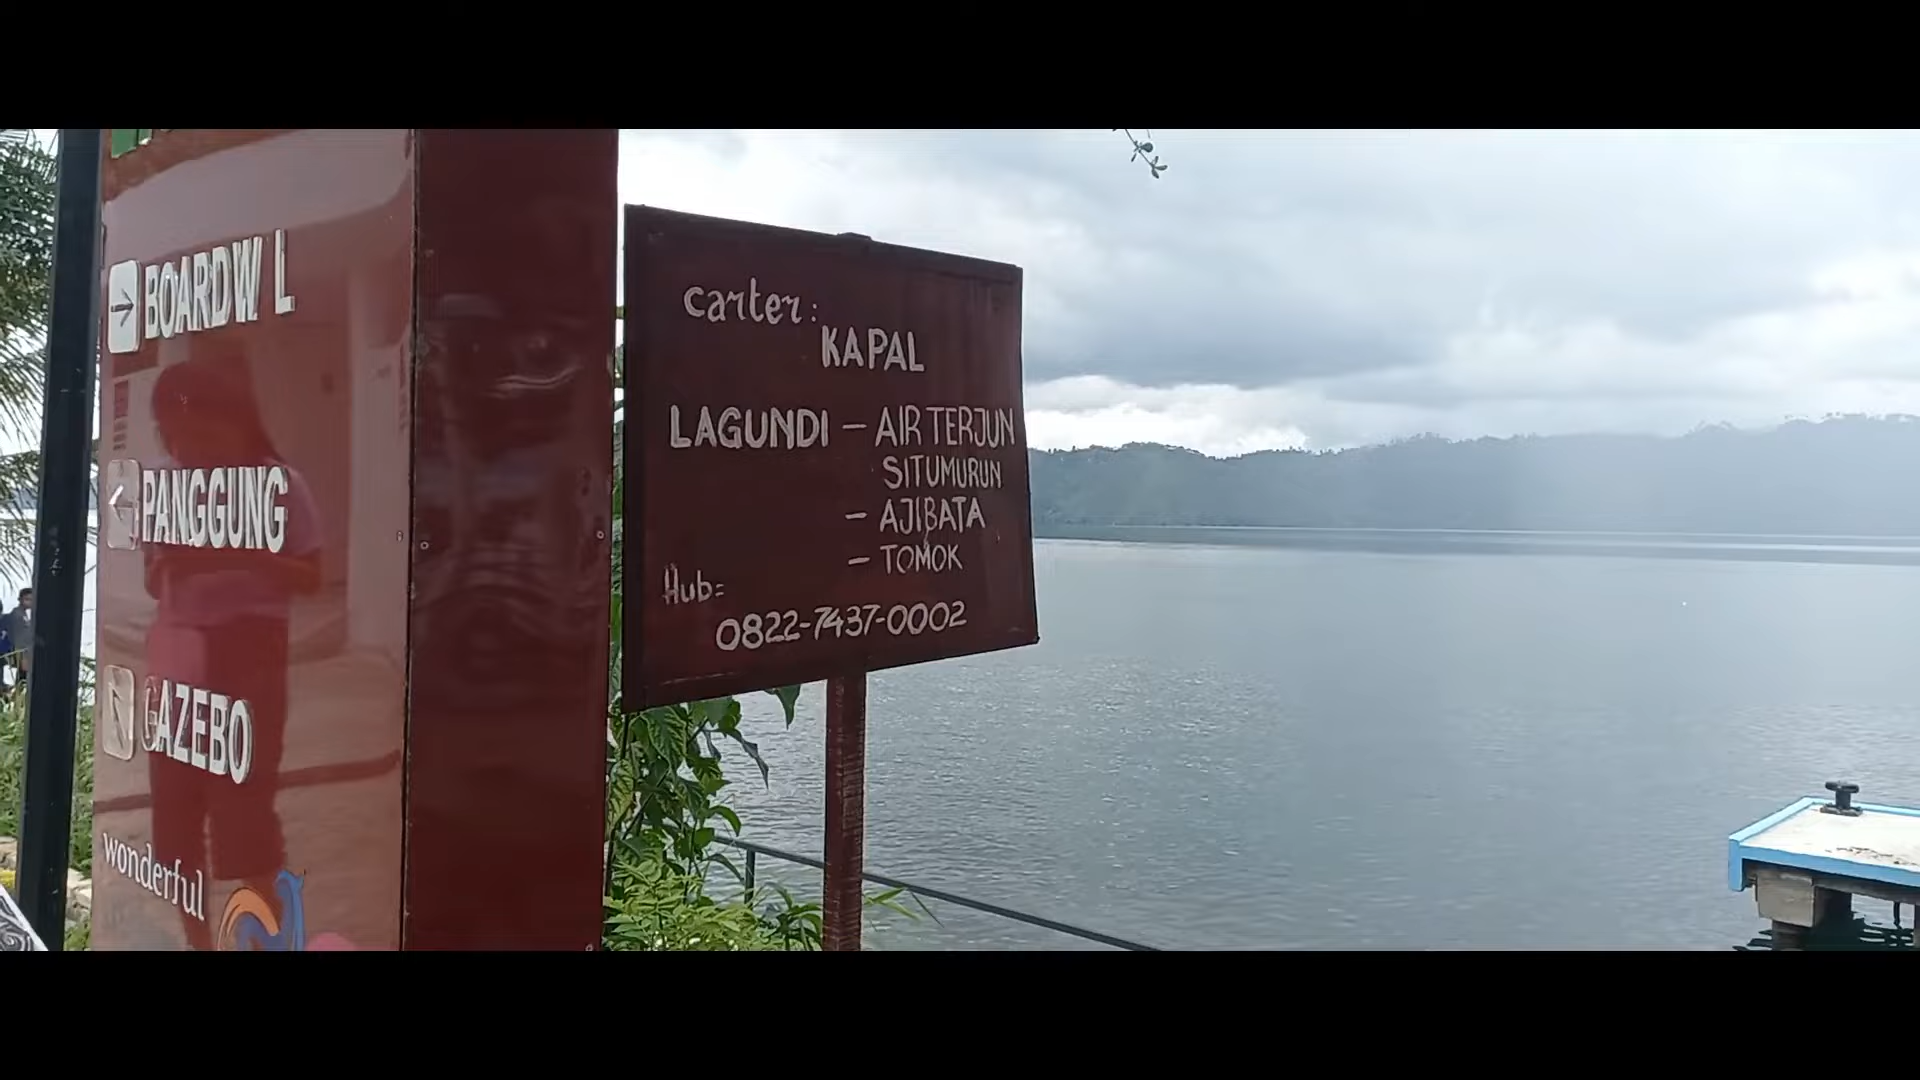 BOARDW L
PANGGUNG
GAZEBO
wonderful
Carter:
KAPAL
LAGUNDI – AIR TERJUN
SITUMURUN
– AJIBATA
– TOMOK
Hub=
0822-7437-0002